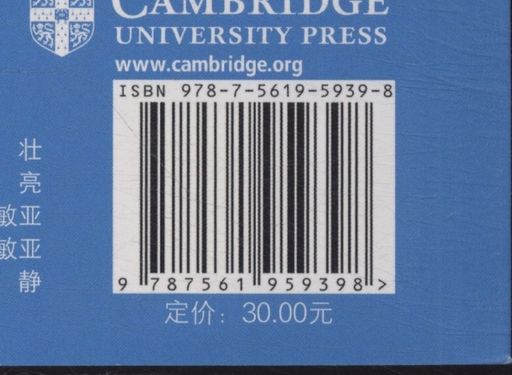 CAMBRIDGE
UNIVERSITY PRESS
www.cambridge.org
ISBN 978-7-5619-5939-8
壮
亮
敏亚
敏亚
静
9 787561 959398 >
定价：30.00元